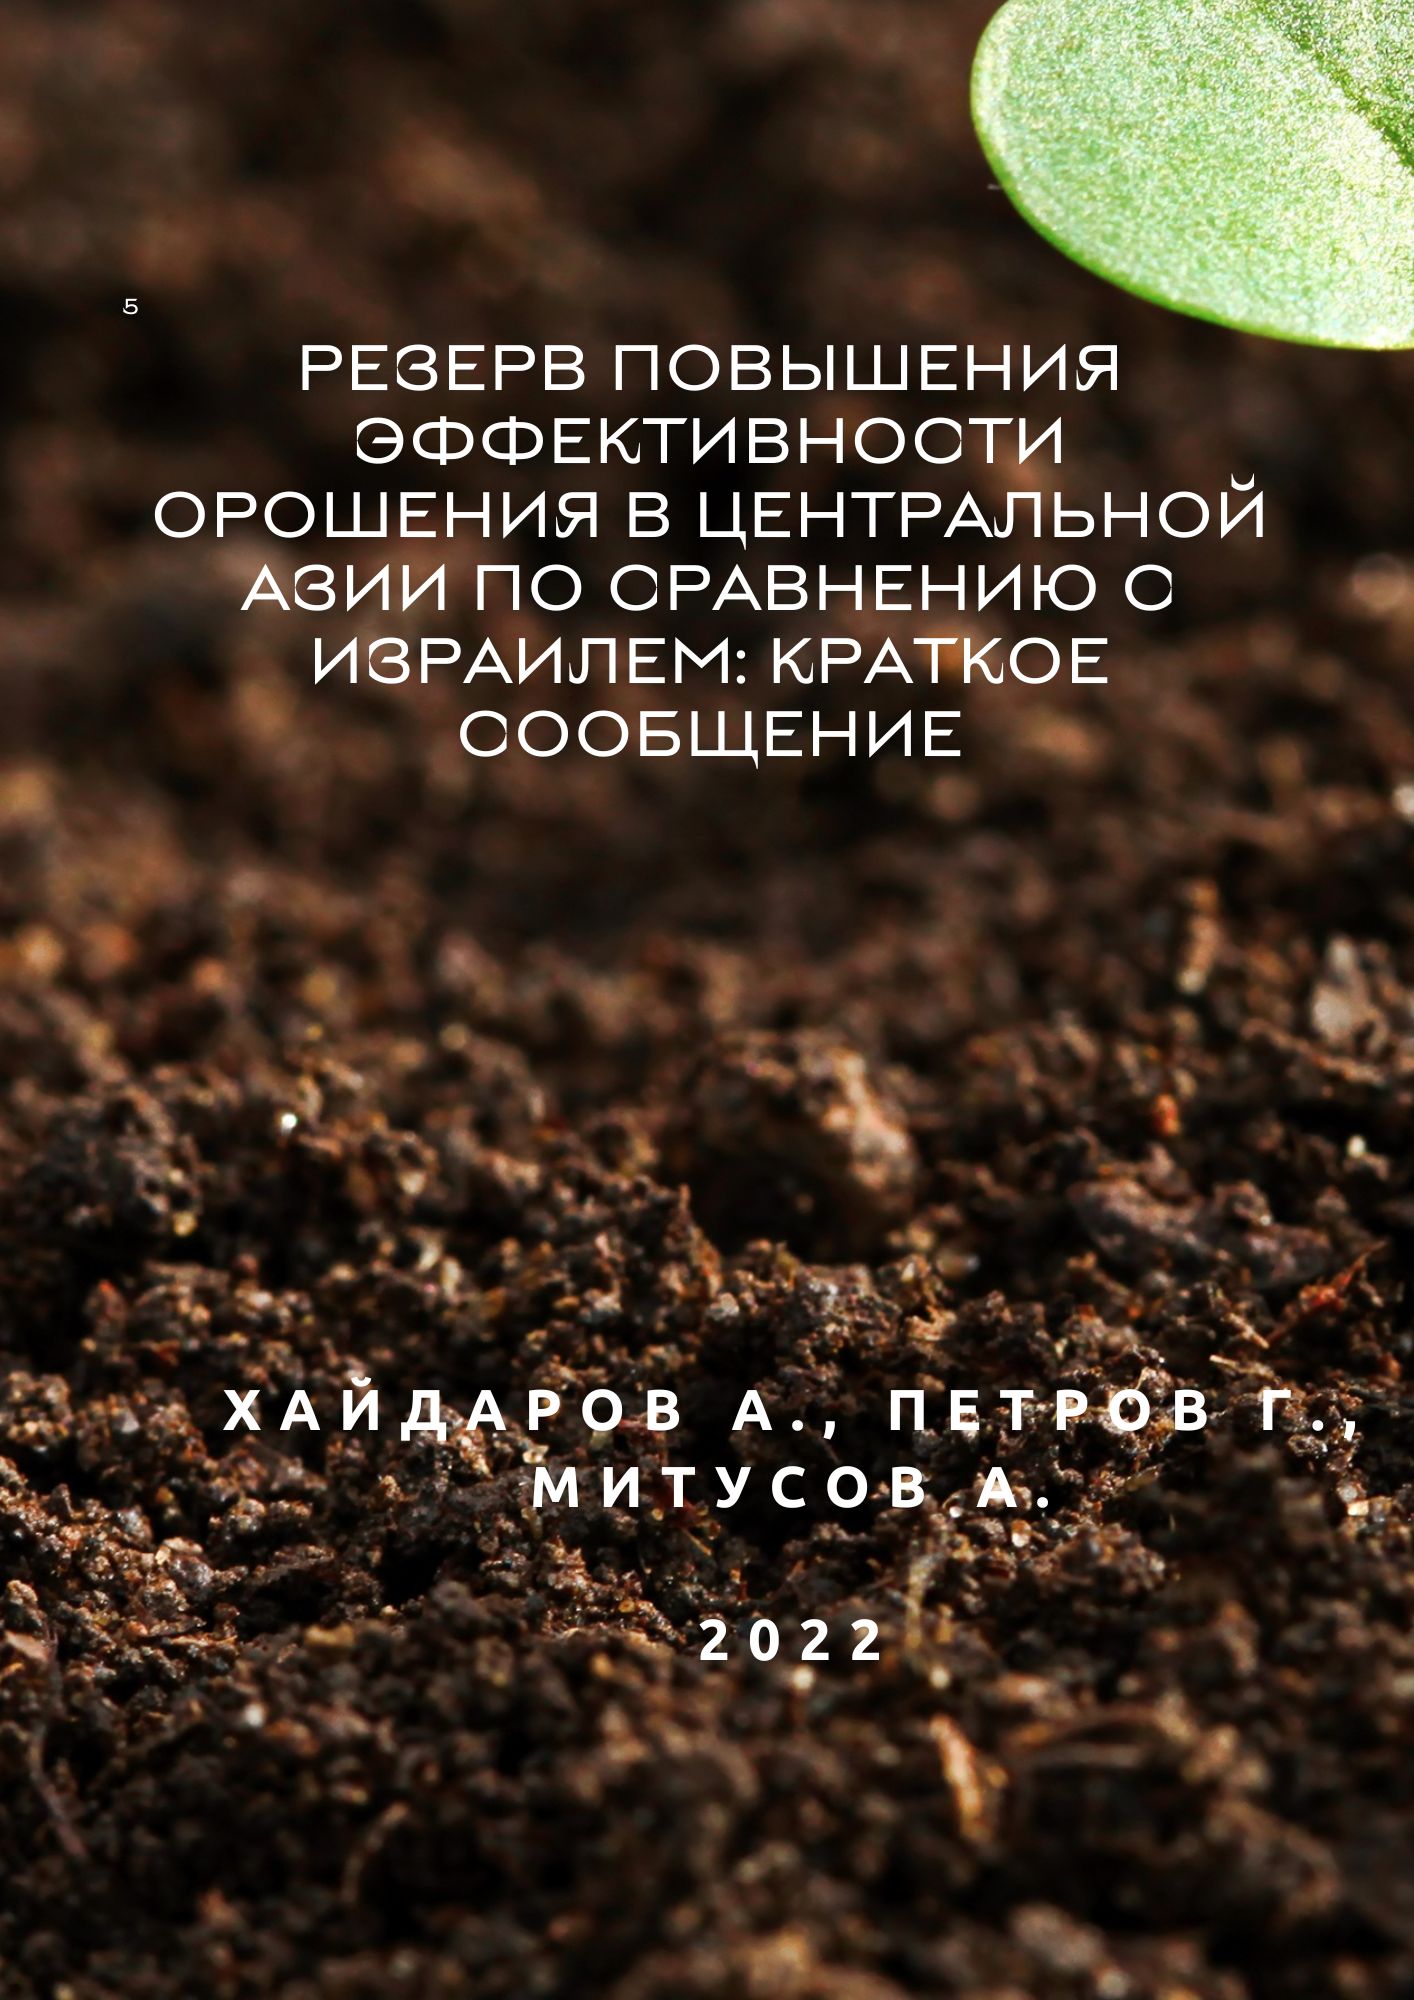 5
РЕЗЕРВ ПОВЫШЕНИЯ
ЭФФЕКТИВНОСТИ
ОРОШЕНИЯ В ЦЕНТРАЛЬНОЙ
АЗИИ ПО СРАВНЕНИЮ С
ИЗРАИЛЕМ: КРАТКОЕ
СООБЩЕНИЕ
ХАЙДАРОВ А., ПЕТРОВ Г.,
МИТУСОВ А.
2022